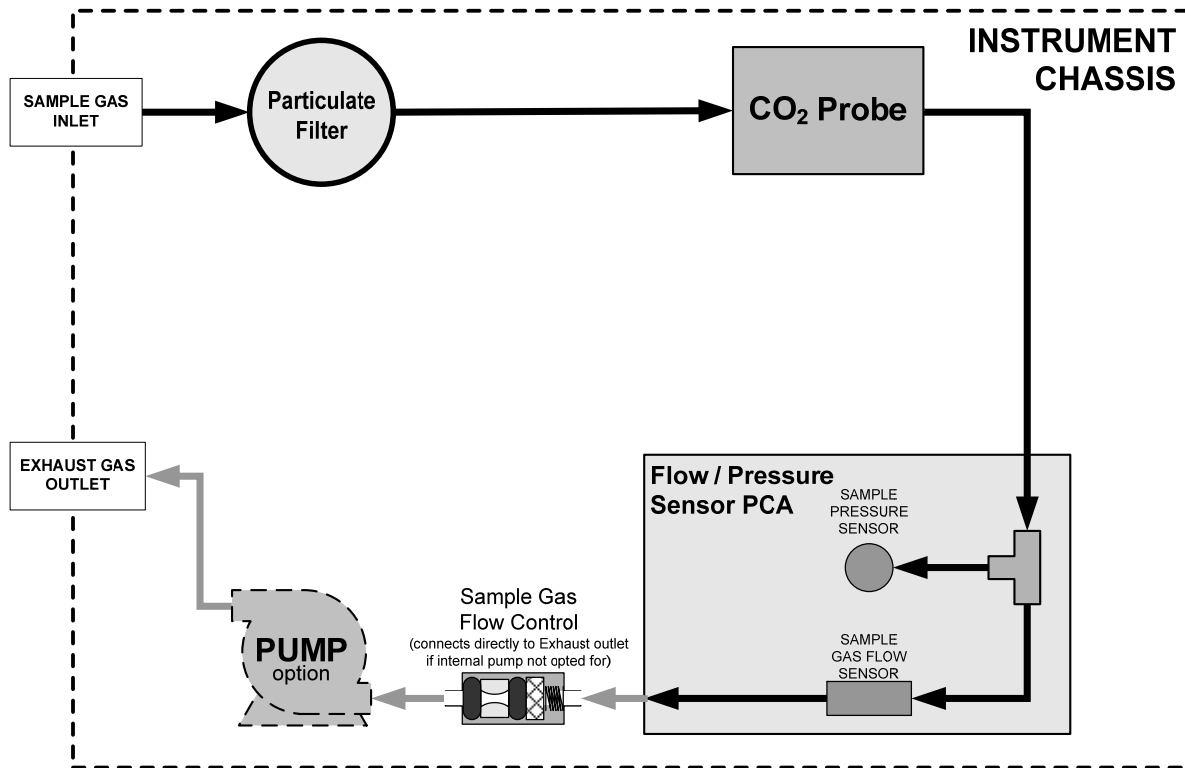 INSTRUMENT
CHASSIS
SAMPLE GAS
INLET
Particulate
Filter
CO₂ Probe
EXHAUST GAS
OUTLET
Flow / Pressure
Sensor PCA
SAMPLE
PRESSURE
SENSOR
Sample Gas
Flow Control
(connects directly to Exhaust outlet
if internal pump not opted for)
SAMPLE
GAS FLOW
SENSOR
PUMP
option